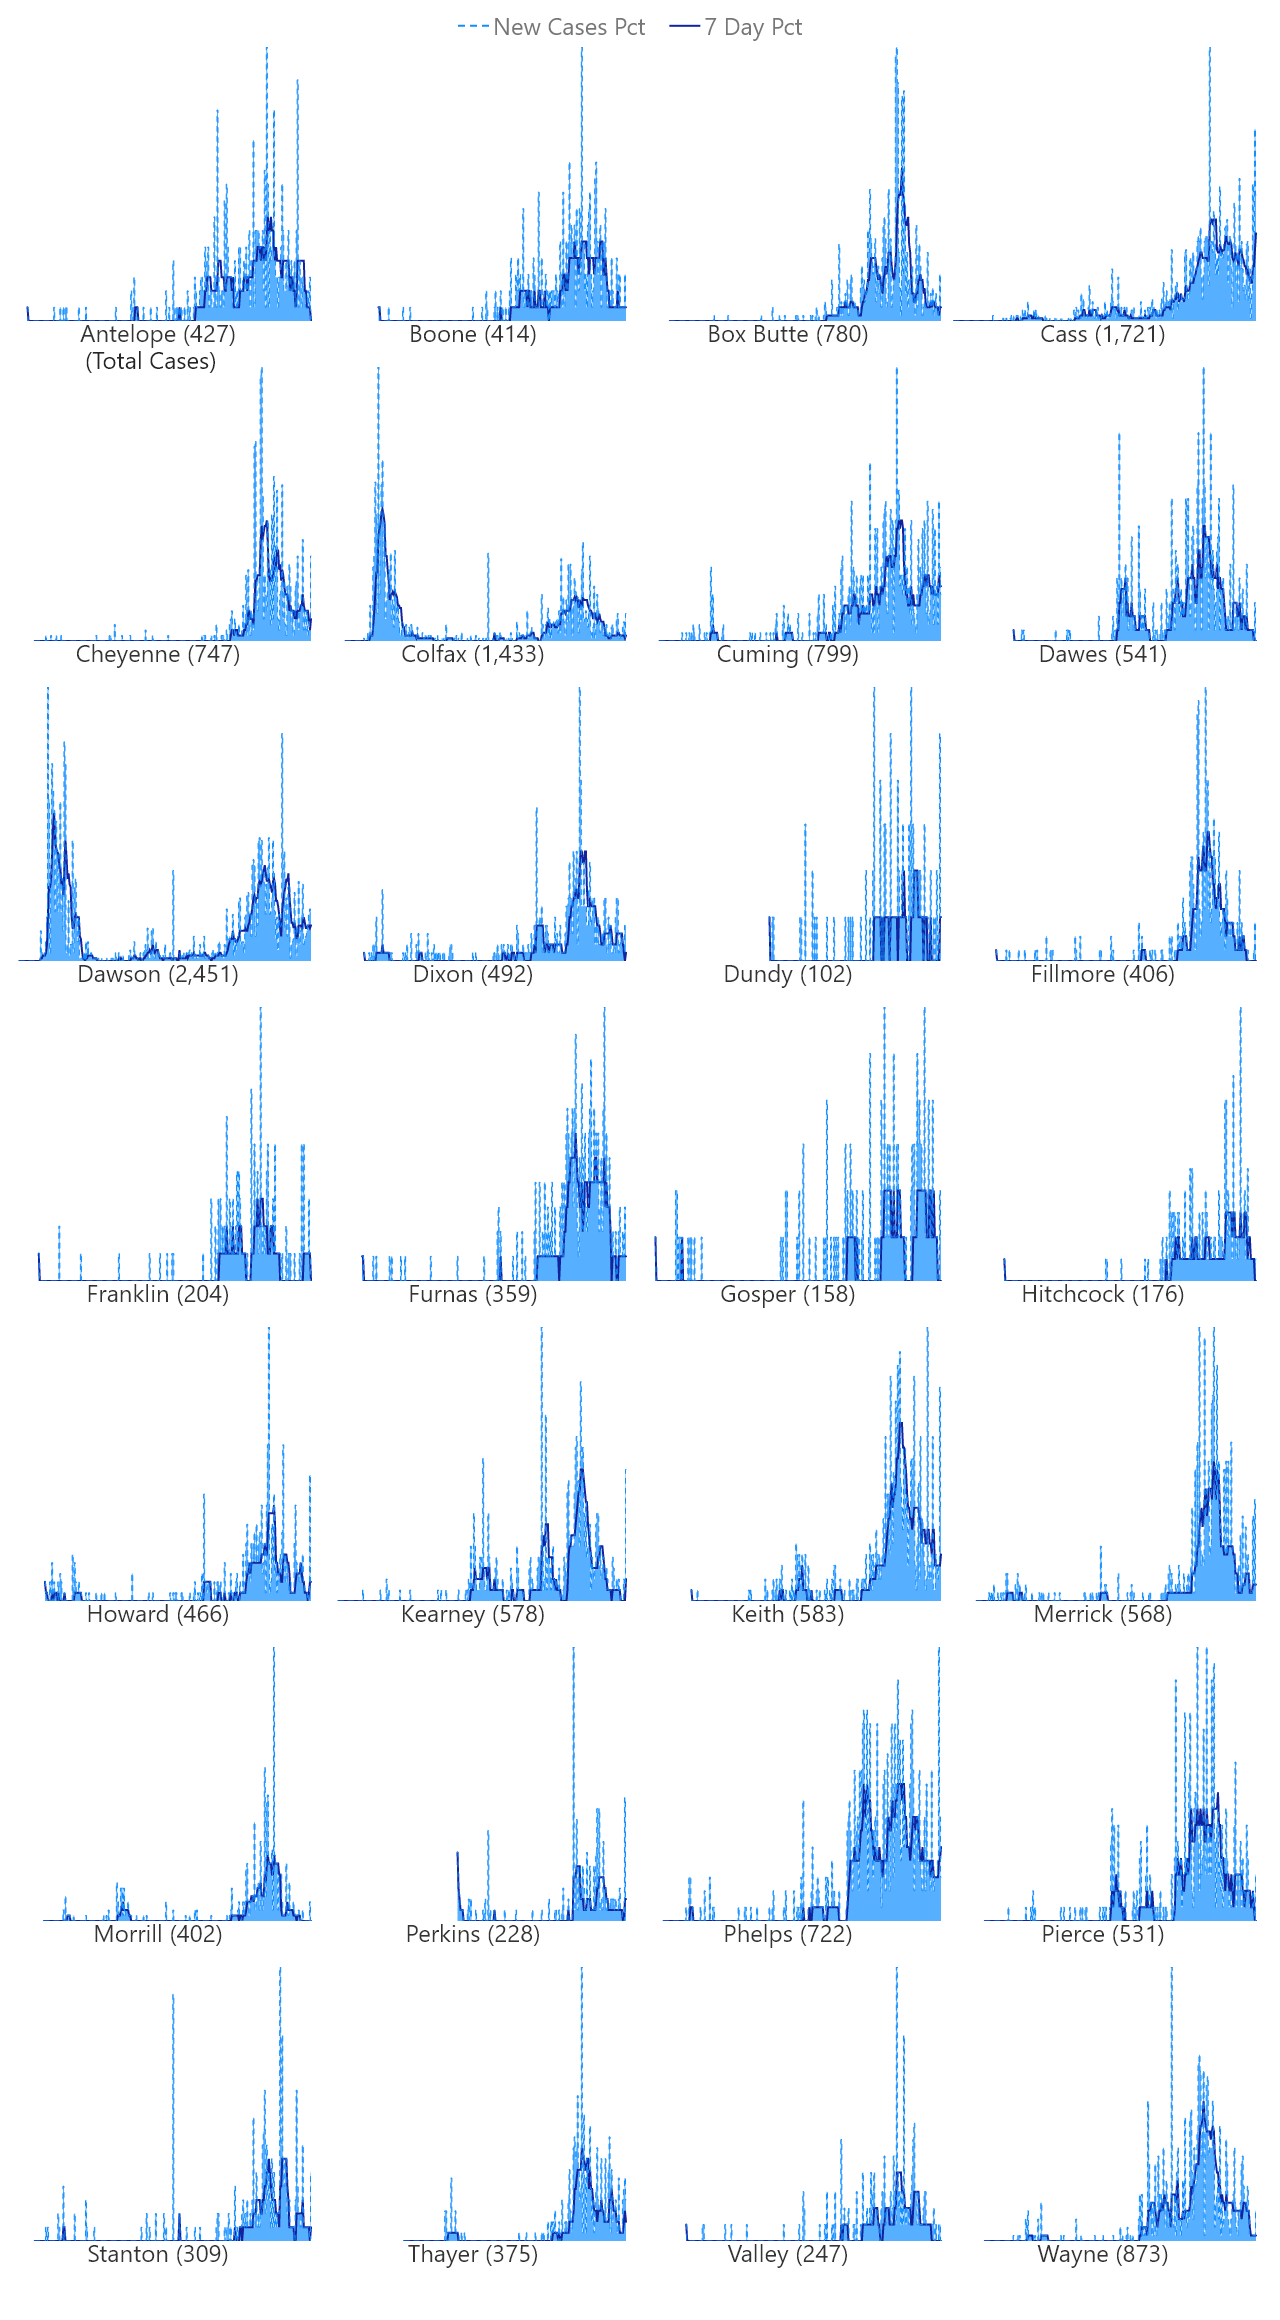 New Cases Pct 7 Day Pct
Antelope (427) Boone (414) Box Butte (780) Cass (1,721)
(Total Cases)
Cheyenne (747) Colfax (1,433) Cuming (799) Dawes (541)
Dawson (2,451) Dixon (492) Dundy (102) Fillmore (406)
Franklin (204) Furnas (359) Gosper (158) Hitchcock (176)
Howard (466) Kearney (578) Keith (583) Merrick (568)
Morrill (402) Perkins (228) Phelps (722) Pierce (531)
Stanton (309) Thayer (375) Valley (247) Wayne (873)